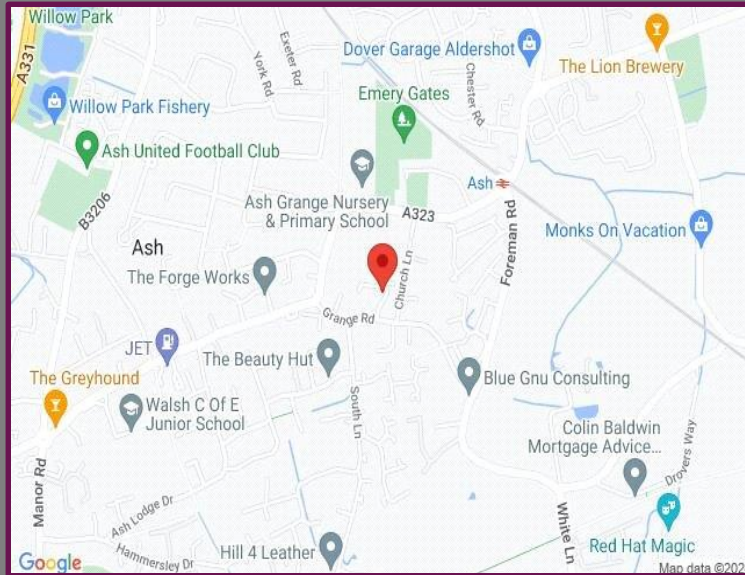 Willow Park
A331
Willow Park Fishery
Ash United Football Club
B3206
York Rd
Exeter Rd
Dover Garage Aldershot
Chester Rd
The Lion Brewery
Emery Gates
Ash Grange Nursery
& Primary School
A323
Ash
Foreman Rd
Monks On Vacation
Ash
The Forge Works
Church Ln
Grange Rd
JET
The Beauty Hut
Blue Gnu Consulting
The Greyhound
Walsh C Of E
Junior School
South Ln
Colin Baldwin
Mortgage Advice...
Drovers Way
Manor Rd
Ash Lodge Dr
Hammersley Dr
Hill 4 Leather
White Ln
Red Hat Magic
Google
Map data ©202